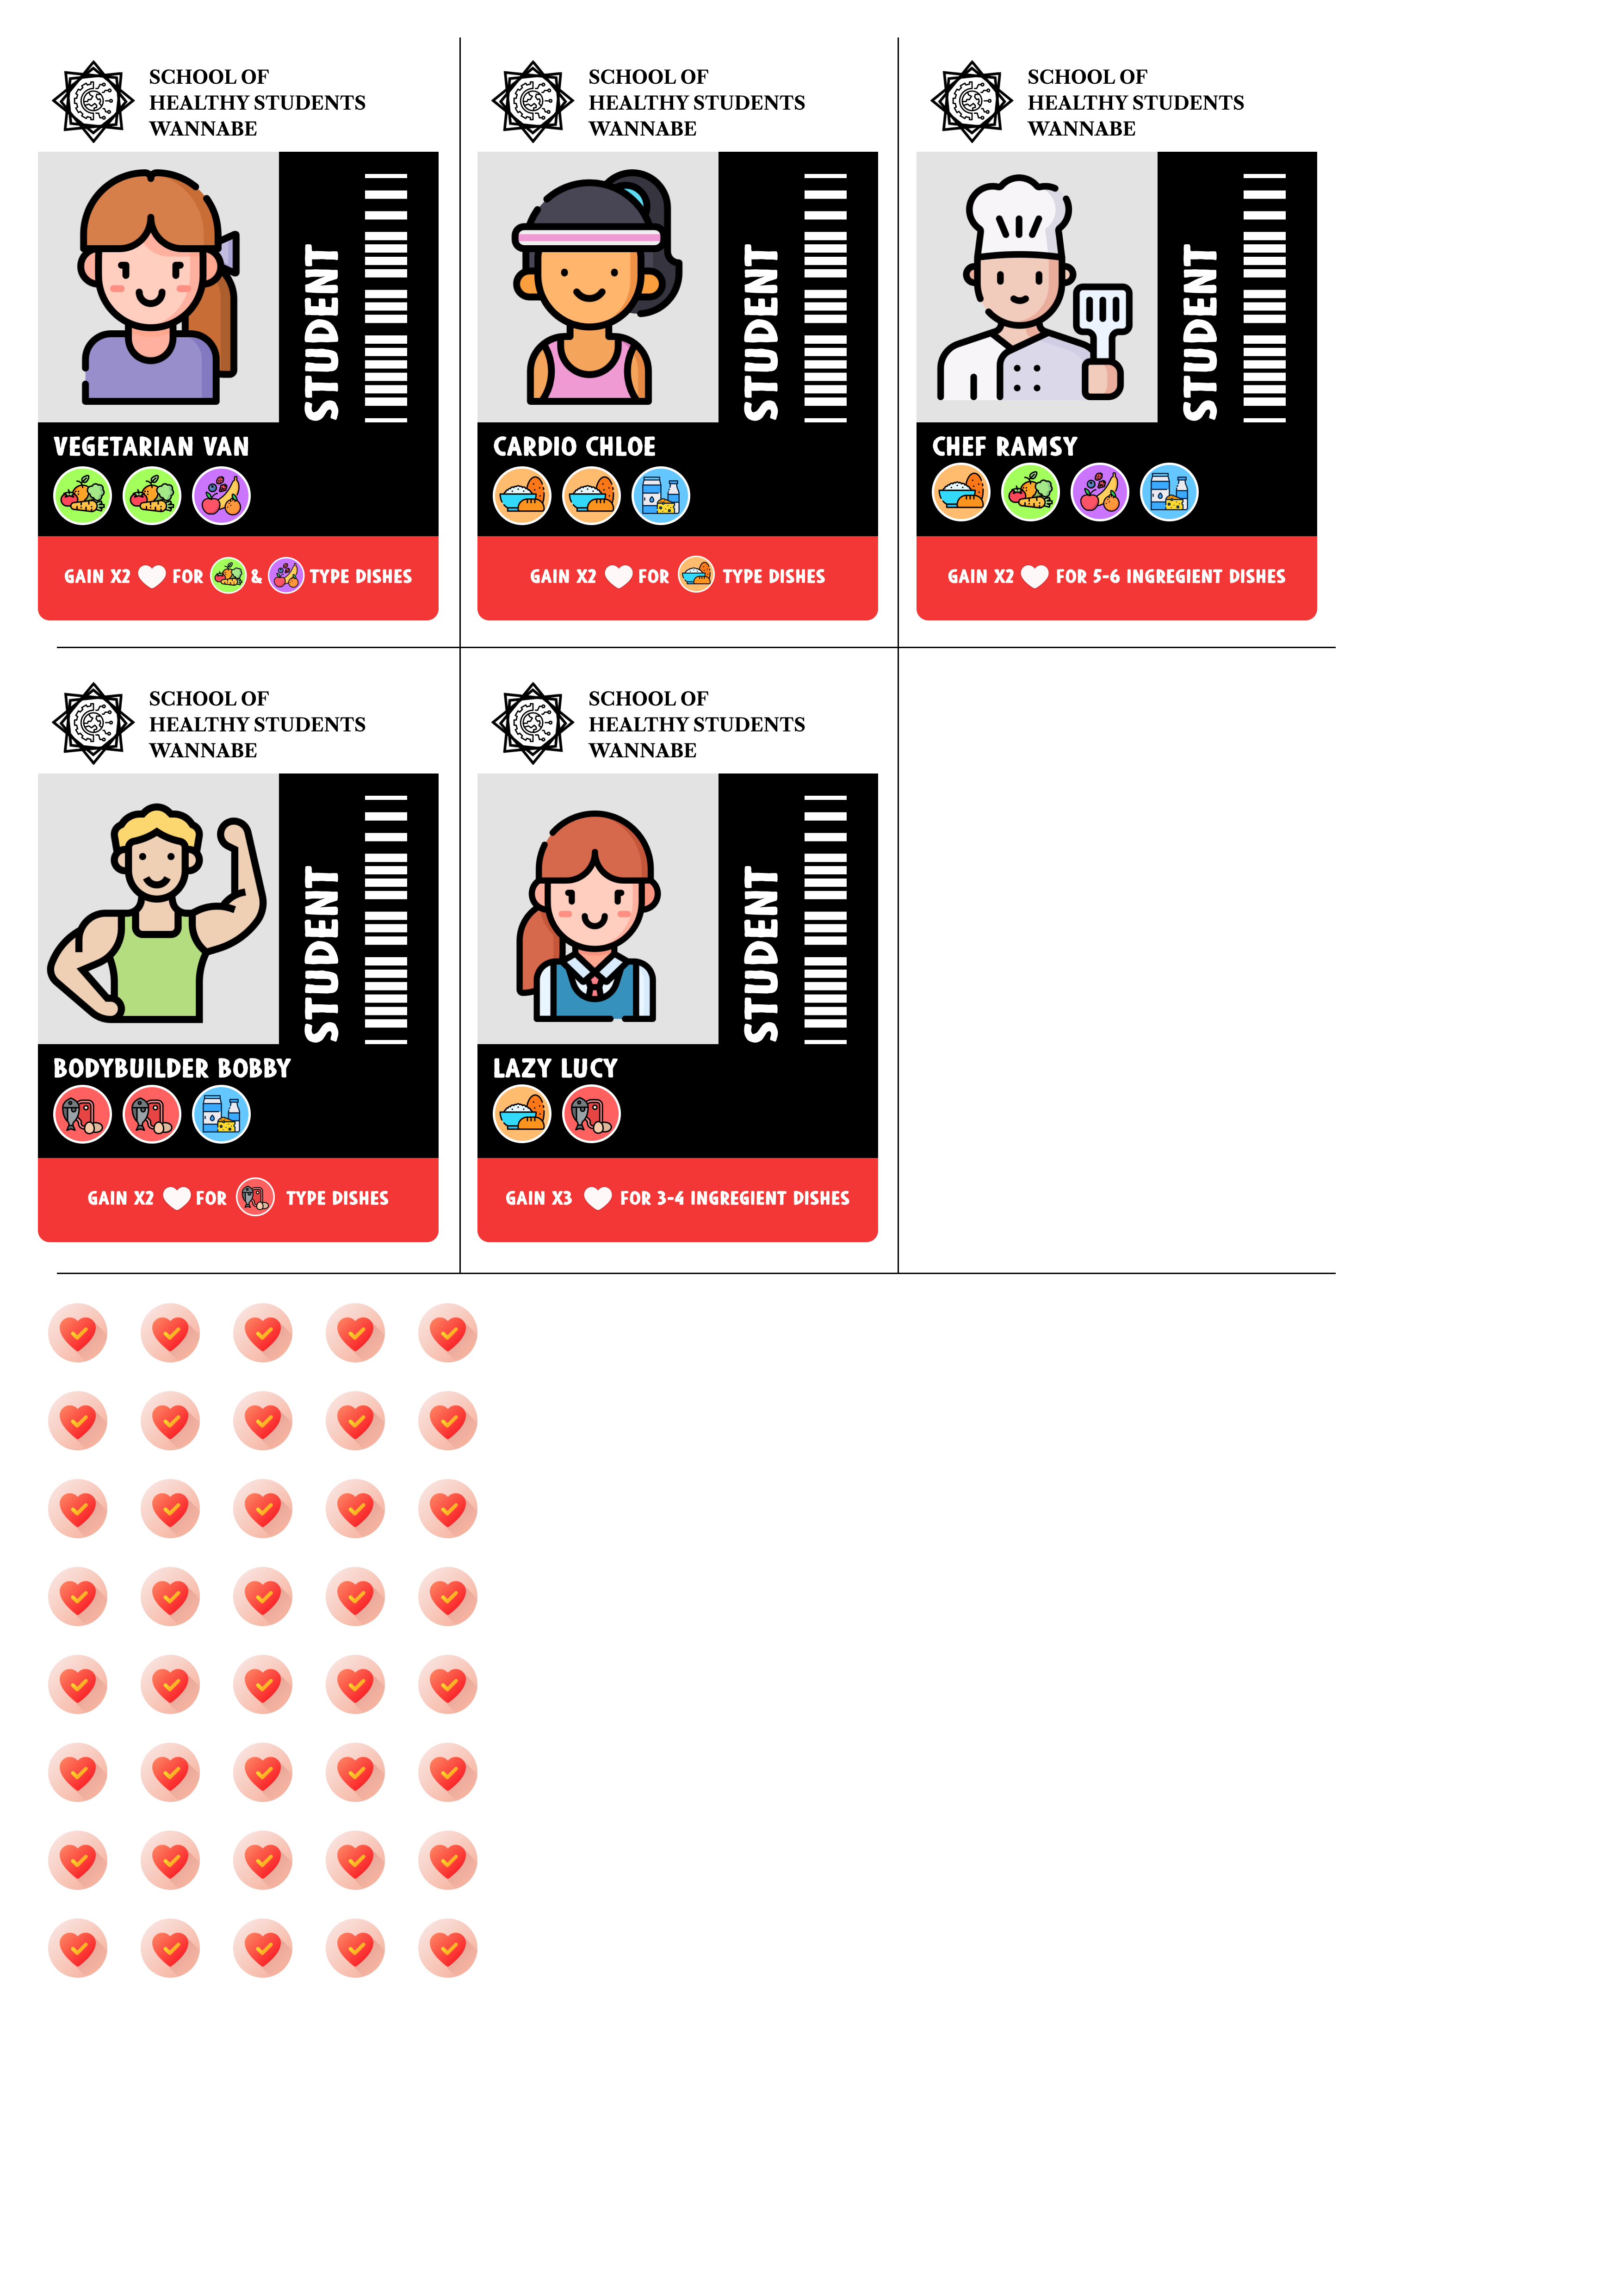 SCHOOL OF
HEALTHY STUDENTS
WANNABE
STUDENT
VEGETARIAN VAN
GAIN X2 FOR & TYPE DISHES
SCHOOL OF
HEALTHY STUDENTS
WANNABE
STUDENT
CARDIO CHLOE
GAIN X2 FOR TYPE DISHES
SCHOOL OF
HEALTHY STUDENTS
WANNABE
STUDENT
CHEF RAMSY
GAIN X2 FOR 5-6 INGREGIENT DISHES
SCHOOL OF
HEALTHY STUDENTS
WANNABE
STUDENT
BODYBUILDER BOBBY
GAIN X2 FOR TYPE DISHES
SCHOOL OF
HEALTHY STUDENTS
WANNABE
STUDENT
LAZY LUCY
GAIN X3 FOR 3-4 INGREGIENT DISHES